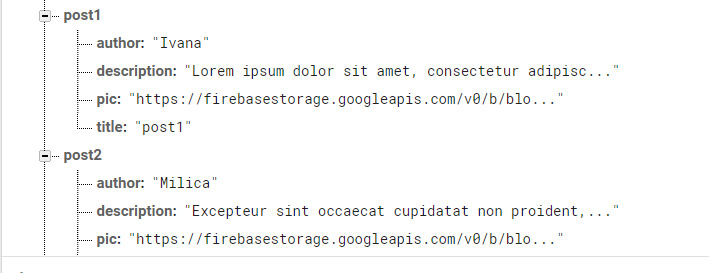 post1
author: "Ivana"
description: "Lorem ipsum dolor sit amet, consectetur adipisc..."
pic: "https://firebasestorage.googleapis.com/v0/b/blo..."
title: "post1"
post2
author: "Milica"
description: "Excepteur sint occaecat cupidatat non proident,..."
pic: "https://firebasestorage.googleapis.com/v0/b/blo..."